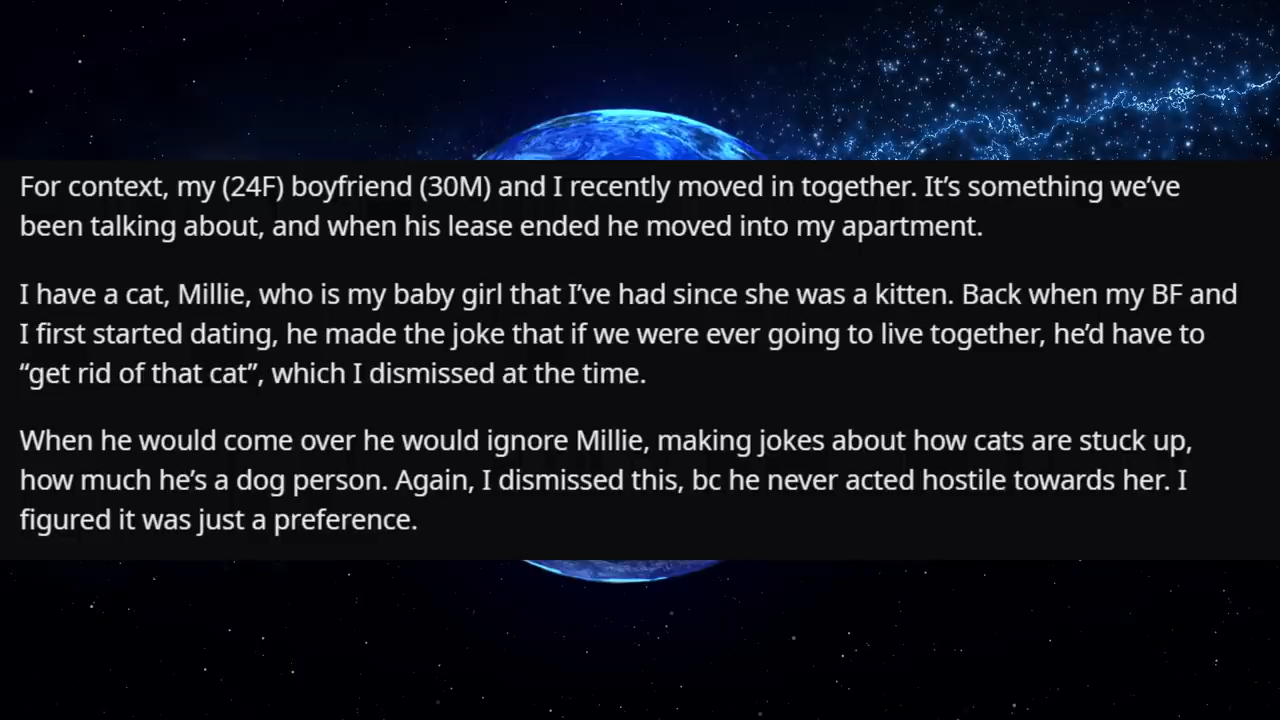 For context, my (24F) boyfriend (30M) and I recently moved in together. It’s something we’ve
been talking about, and when his lease ended he moved into my apartment.
I have a cat, Millie, who is my baby girl that I’ve had since she was a kitten. Back when my BF and
I first started dating, he made the joke that if we were ever going to live together, he’d have to
“get rid of that cat”, which I dismissed at the time.
When he would come over he would ignore Millie, making jokes about how cats are stuck up,
how much he’s a dog person. Again, I dismissed this, bc he never acted hostile towards her. I
figured it was just a preference.